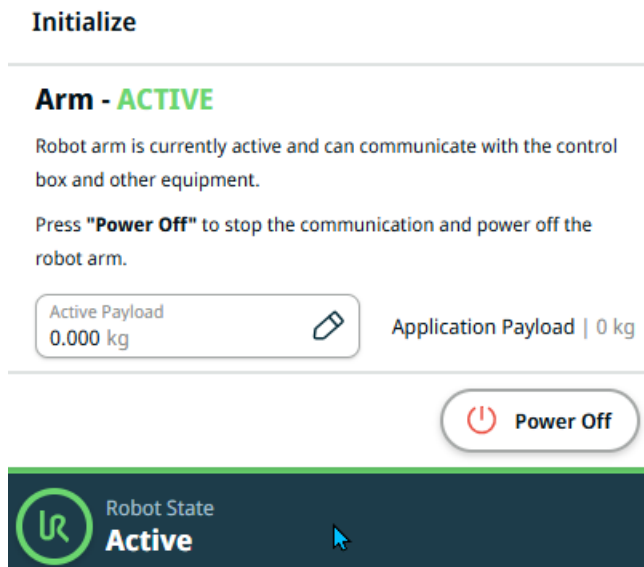 Initialize
Arm - ACTIVE
Robot arm is currently active and can communicate with the control
box and other equipment.
Press "Power Off" to stop the communication and power off the
robot arm.
Active Payload
0.000 kg
Application Payload | 0 kg
Power Off
Robot State
Active